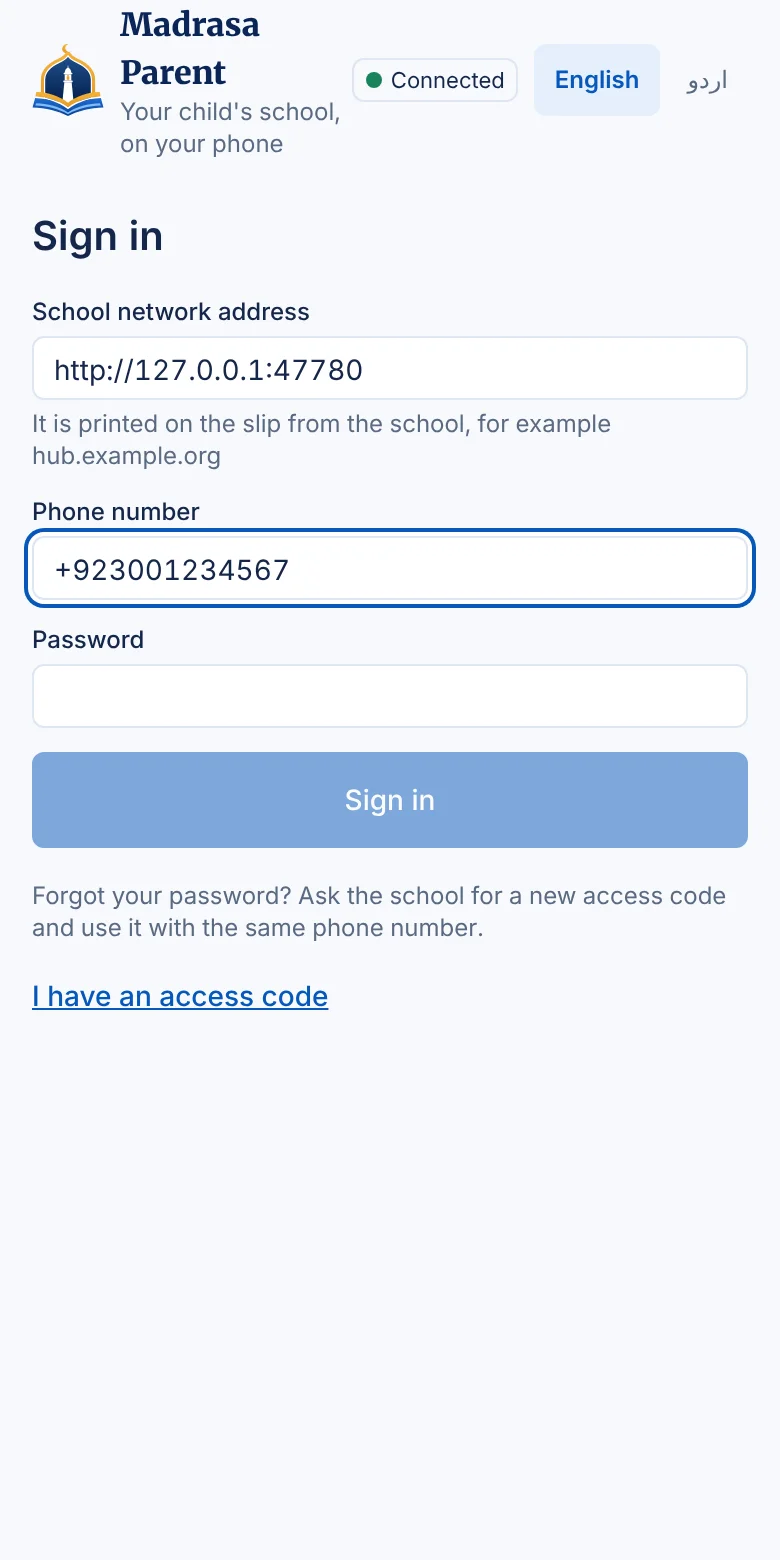 Madrasa
Parent
Your child's school,
on your phone
Connected
English
اردو
Sign in
School network address
http://127.0.0.1:47780
It is printed on the slip from the school, for example
hub.example.org
Phone number
+923001234567
Password
Sign in
Forgot your password? Ask the school for a new access code
and use it with the same phone number.
I have an access code